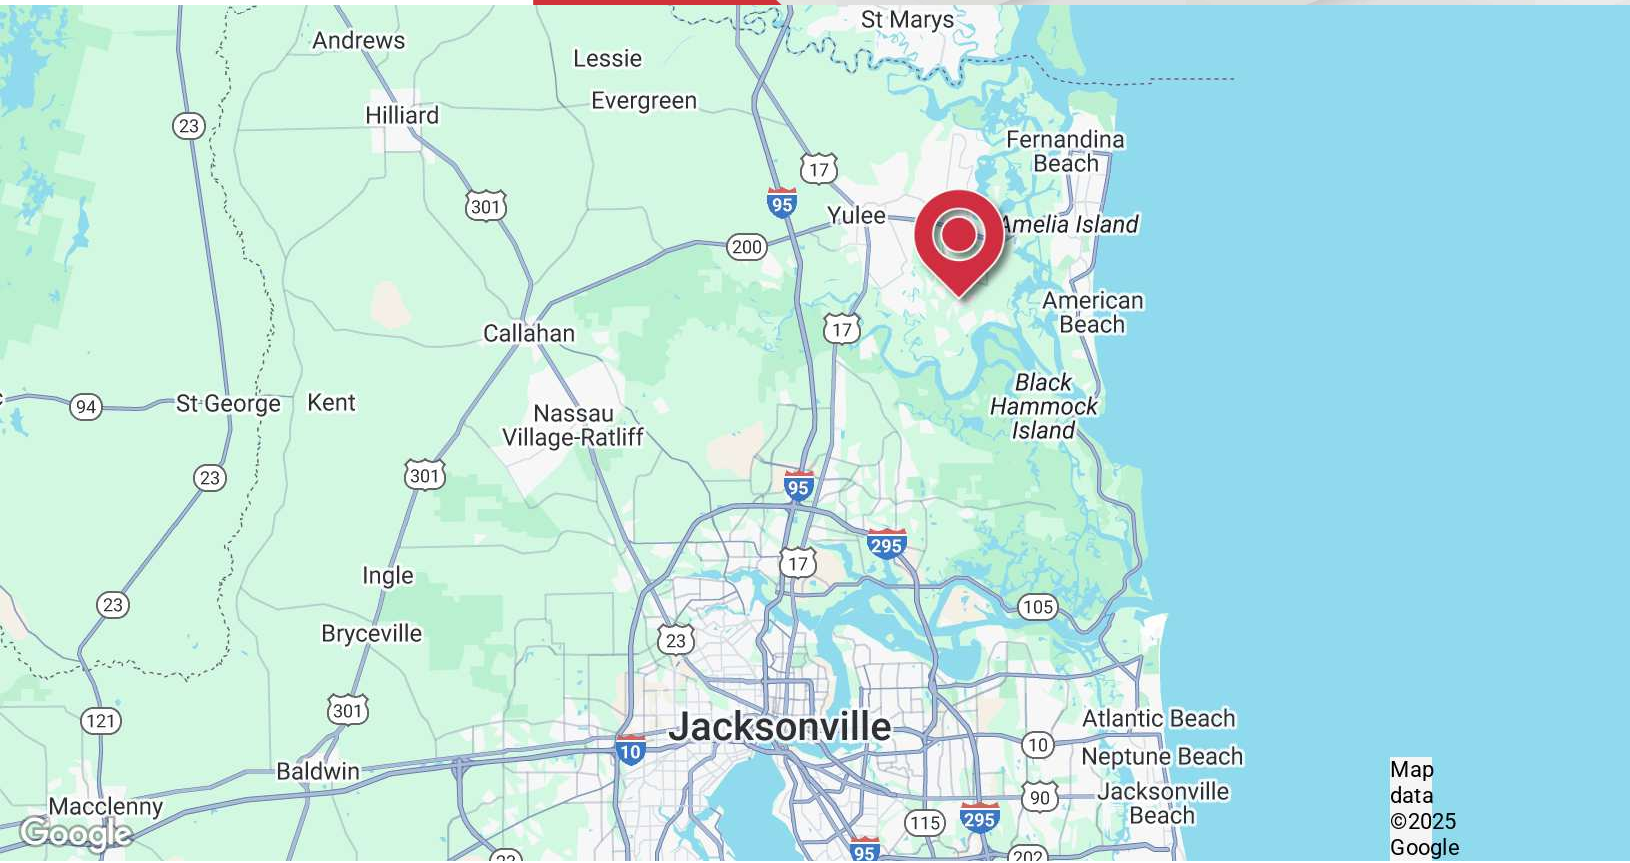 St Marys
Andrews
Lessie
Evergreen
Hilliard
23
Fernandina
Beach
17
95
301
Yulee
Amelia Island
200
American
Beach
17
Callahan
Black
Hammock
Island
94
St George
Kent
Nassau
Village-Ratliff
301
23
95
295
17
Ingle
23
105
Bryceville
23
301
121
Jacksonville
Atlantic Beach
10
10
Neptune Beach
Baldwin
Macclenny
90
Jacksonville
Beach
115
295
95
202
Google
Map
data
©2025
Google